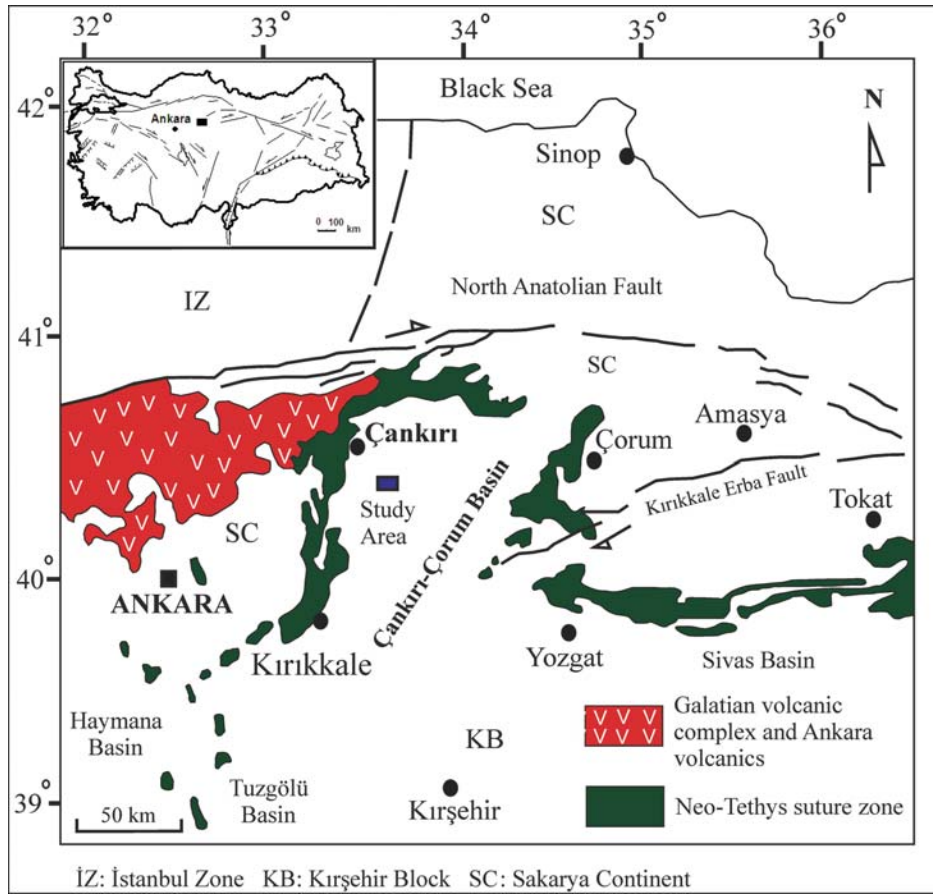 32° 33° 34° 35° 36°
42°
41°
40°
39°
Ankara
0 100
km
Black Sea
N
Sinop
SC
IZ
North Anatolian Fault
SC
Çankırı
Çorum
Amasya
Study
Area
Çankırı-Çorum Basin
Kırıkkale Erba Fault
Tokat
SC
ANKARA
Kırıkkale
Yozgat
Sivas Basin
Haymana
Basin
KB
Tuzgölü
Basin
Kırşehir
50 km
V V V V V V V
Galatian volcanic
complex and Ankara
volcanics
Neo-Tethys suture zone
İZ: İstanbul Zone KB: Kırşehir Block SC: Sakarya Continent